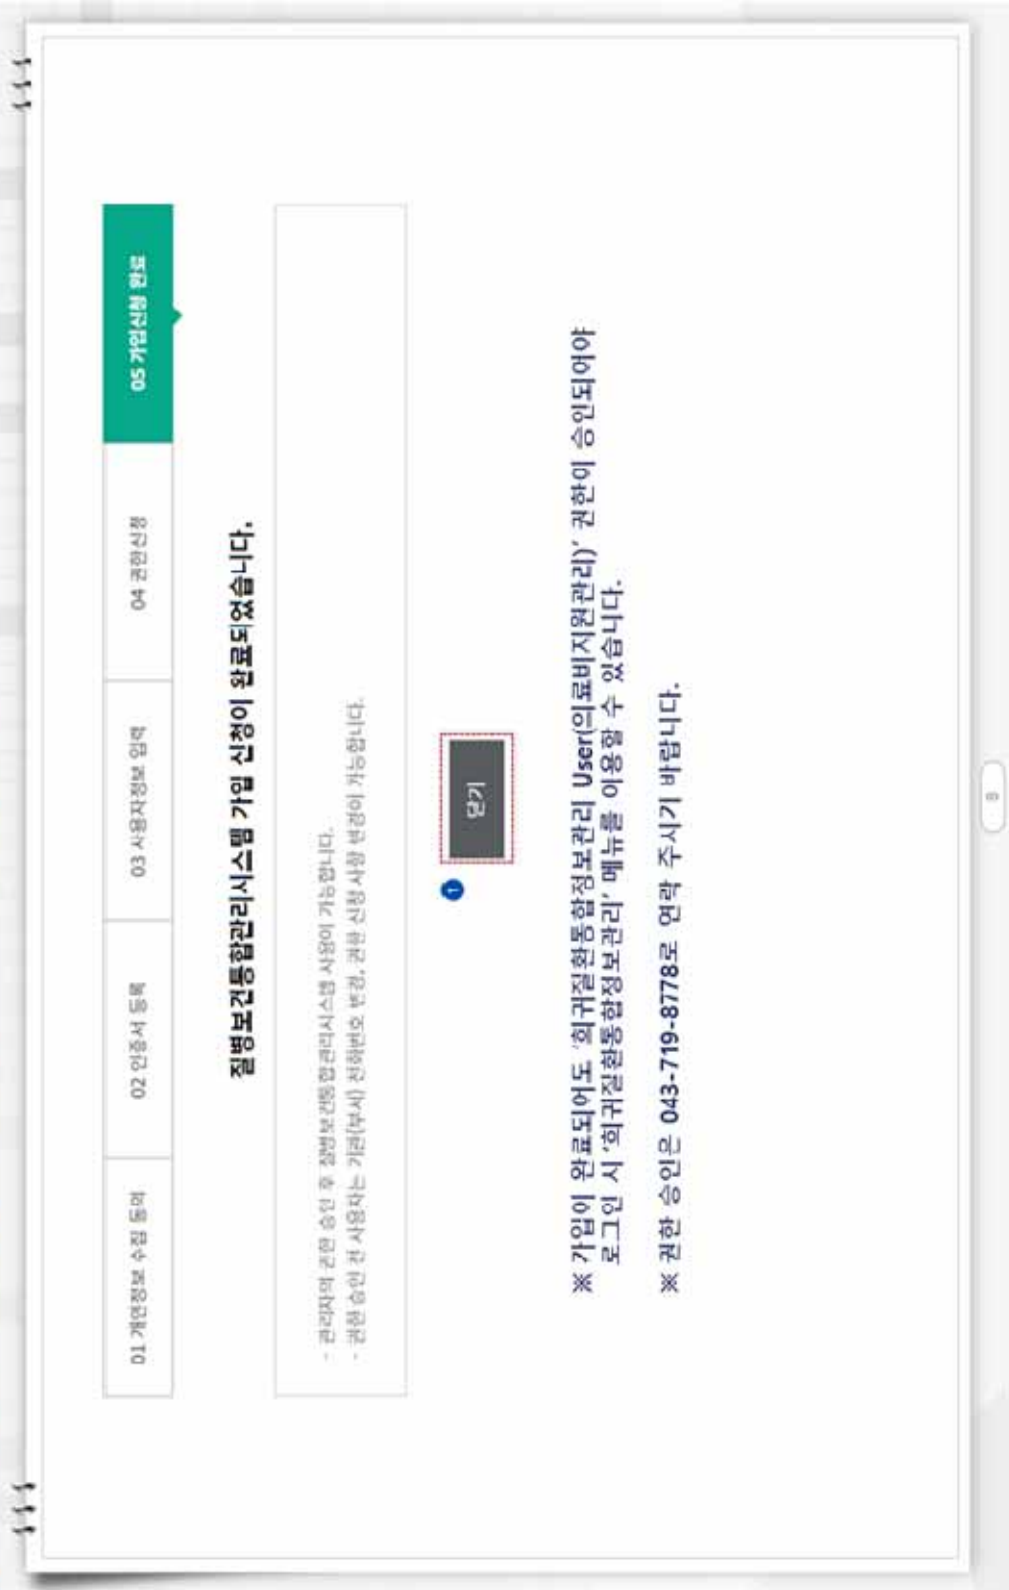 01 개인정보 수집 동의
02 인증서 등록
03 사용자정보 입력
04 권한신청
05 가입신청 완료
질병보건통합관리시스템 가입 신청이 완료되었습니다.
- 관리자의 권한 승인 후 질병보건통합관리시스템 사용이 가능합니다.
- 권한 승인 전 사용자는 기관(부서) 전화번호 변경, 권한 신청사항 변경이 가능합니다.
1
닫기
※ 가입이 완료되어도 '희귀질환통합정보관리 User(의료비지원관리)' 권한이 승인되어야
로그인 시 '희귀질환통합정보관리' 메뉴를 이용할 수 있습니다.
※ 권한 승인은 043-719-8778로 연락 주시기 바랍니다.